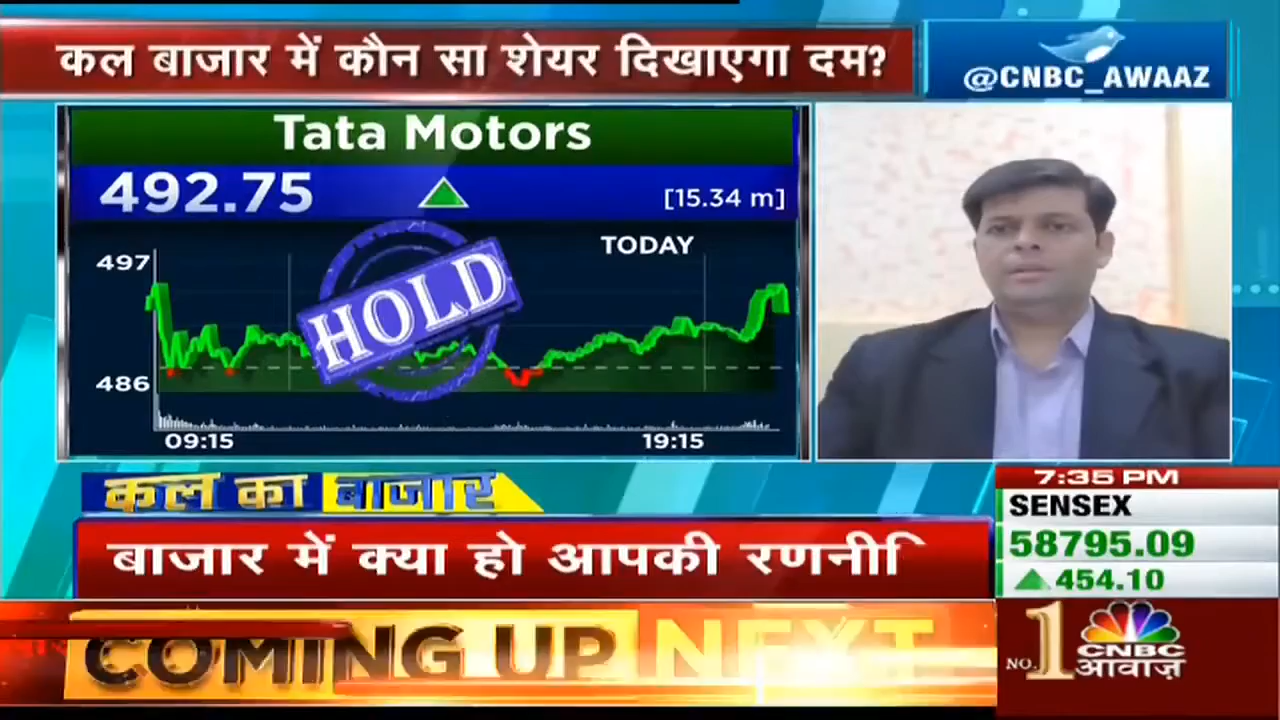 कल बाजार में कौन सा शेयर दिखाएगा दम?
@CNBC_AWAAZ
Tata Motors
492.75
[15.34 m]
TODAY
497
HOLD
486
09:15
19:15
कल का बाजार
बाजार में क्या हो आपकी
7:35 PM
SENSEX
58795.09
454.10
COMING UP NEXT
NO.1
CNBC
आवाज़